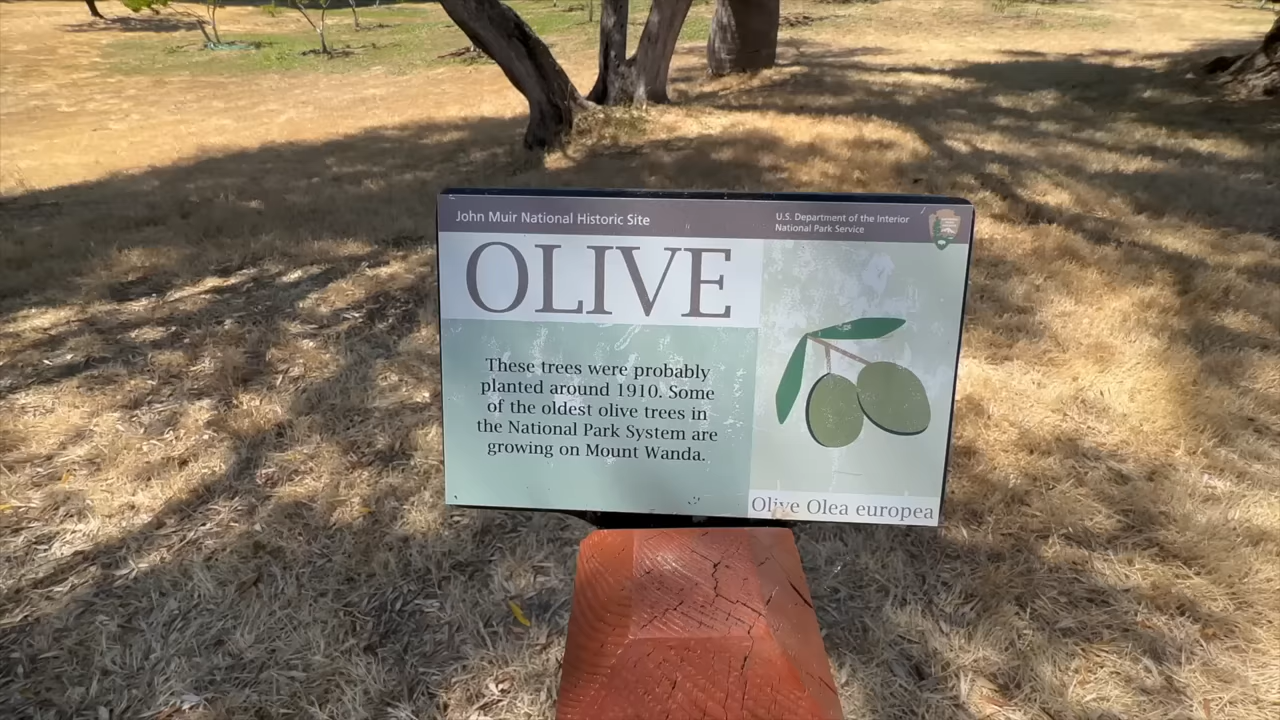 John Muir National Historic Site
U.S. Department of the Interior
National Park Service
OLIVE
These trees were probably
planted around 1910. Some
of the oldest olive trees in
the National Park System are
growing on Mount Wanda.
Olive Olea europea